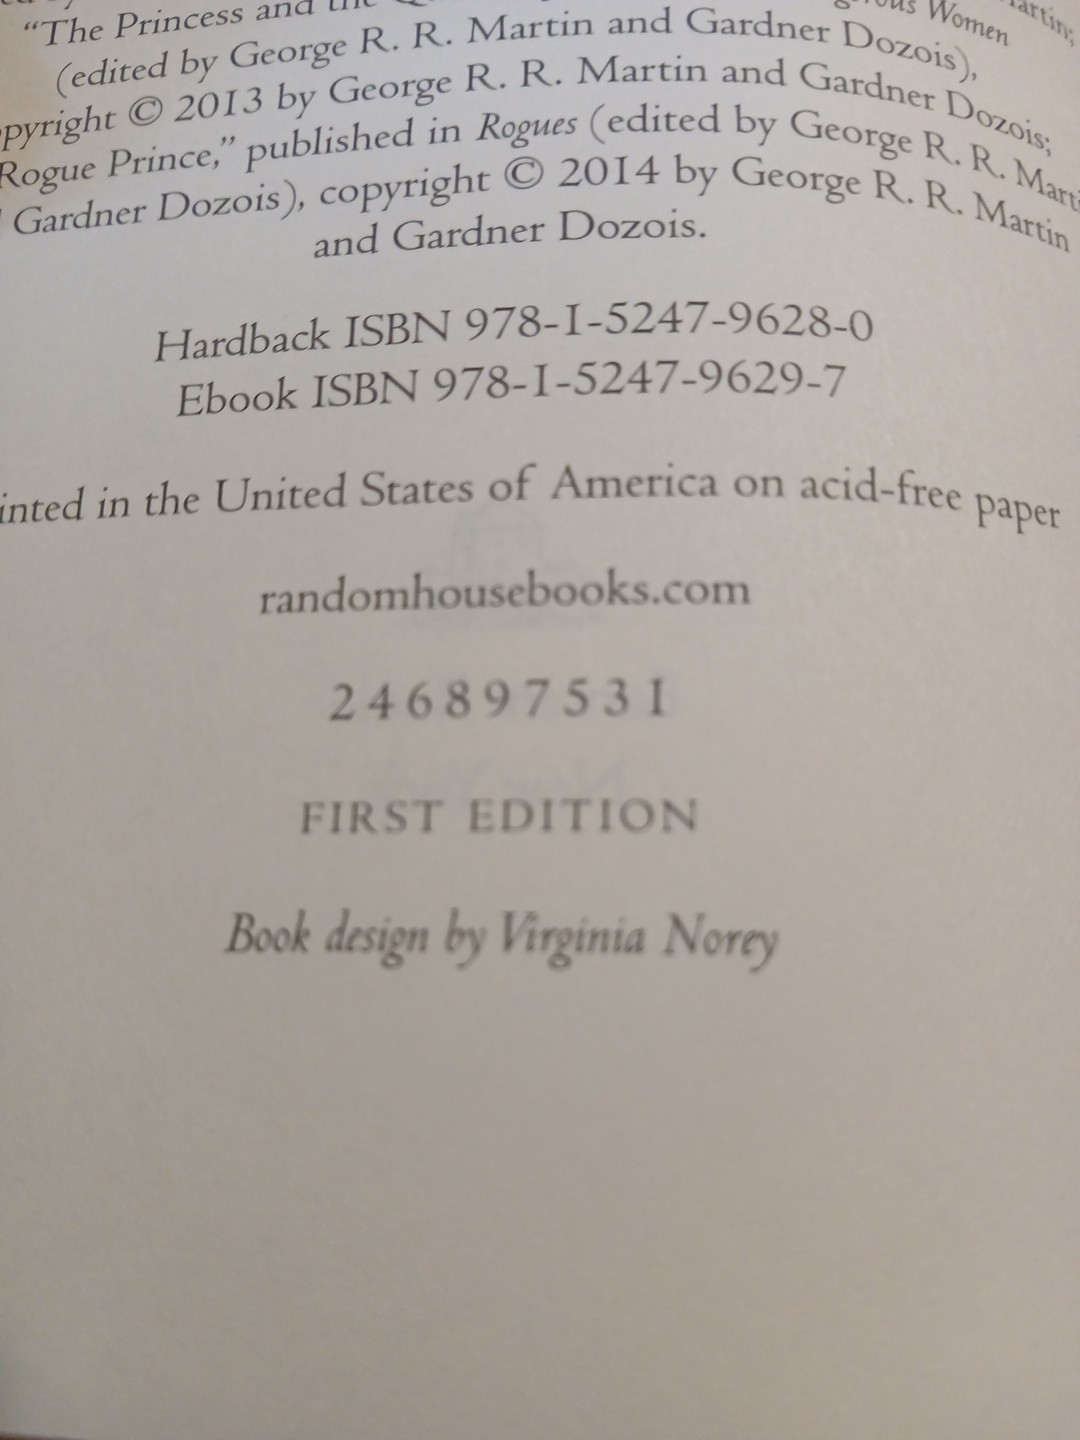 "The Princess and the
Women
(edited by George R. R. Martin and Gardner Dozois),
copyright © 2013 by George R. R. Martin and Gardner Dozois;
Rogue Prince," published in Rogues (edited by George R. R. Marti
Gardner Dozois), copyright © 2014 by George R. R. Martin
and Gardner Dozois.
Hardback ISBN 978-1-5247-9628-0
Ebook ISBN 978-1-5247-9629-7
inted in the United States of America on acid-free paper
randomhousebooks.com
2 4 6 8 9 7 5 3 1
FIRST EDITION
Book design by Virginia Norey